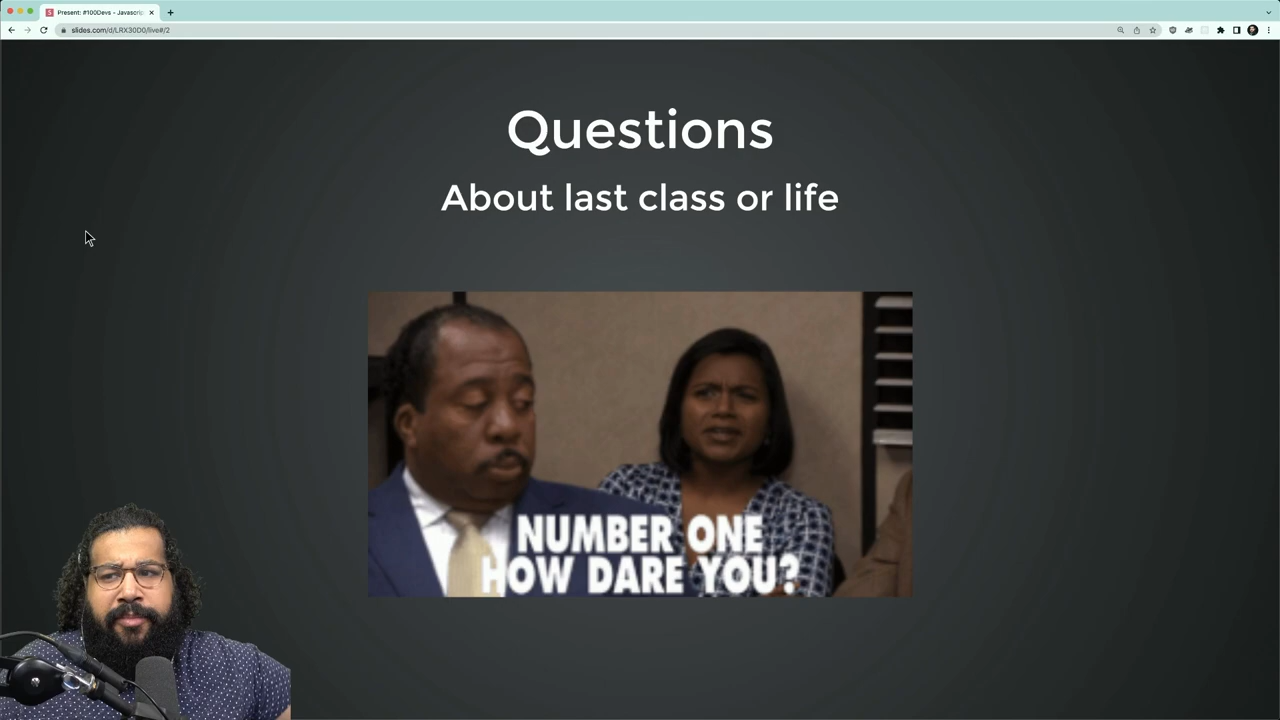 Present: #100Devs - Javascrip
slides.com/d/LRX30D0/live#/2
Questions
About last class or life
NUMBER ONE
HOW DARE YOU?